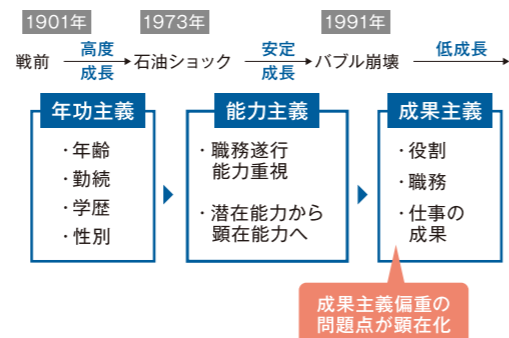 1901年
1973年
1991年
戦前
高度
成長
石油ショック
安定
成長
バブル崩壊
低成長
年功主義
・年齢
・勤続
・学歴
・性別
能力主義
・職務遂行
能力重視
・潜在能力から
顕在能力へ
成果主義
・役割
・職務
・仕事の
成果
成果主義偏重の
問題点が顕在化